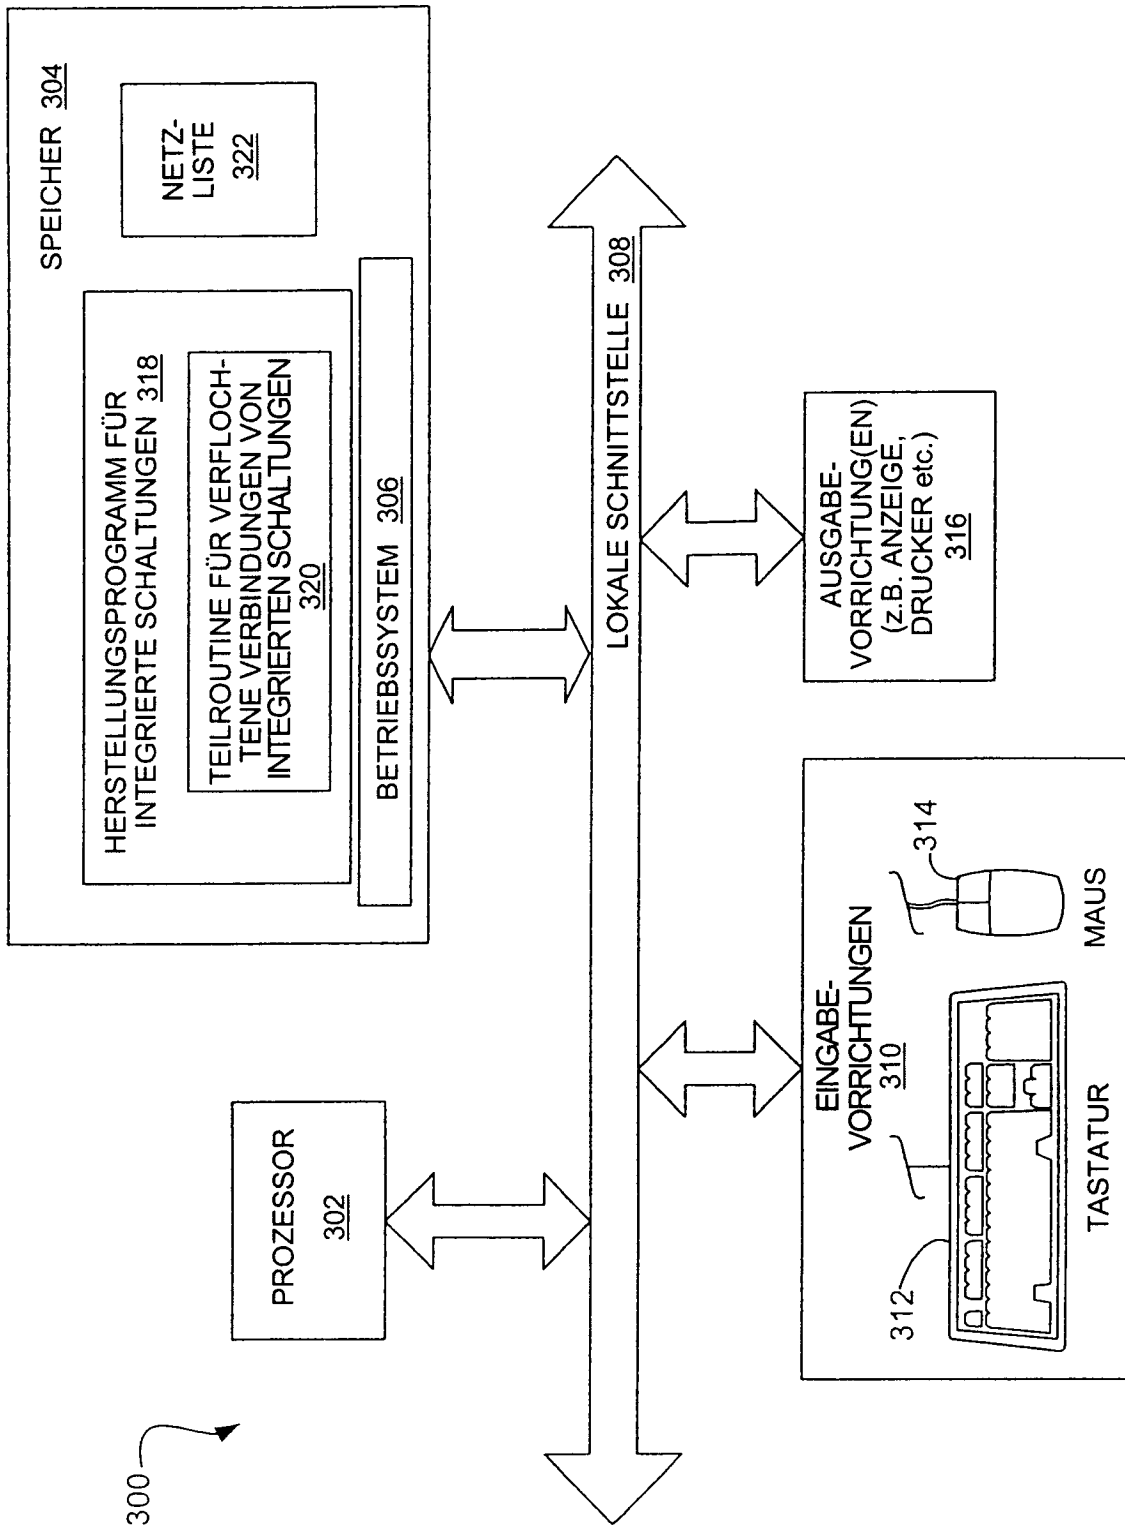 300
PROZESSOR
302
SPEICHER 304
HERSTELLUNGSPROGRAMM FÜR
INTEGRIERTE SCHALTUNGEN 318
TEILROUTINE FÜR VERFLOCH-
TENE VERBINDUNGEN VON
INTEGRIERTEN SCHALTUNGEN
320
NETZ-
LISTE
322
BETRIEBSSYSTEM 306
LOKALE SCHNITTSTELLE 308
EINGABE-
VORRICHTUNGEN
310
312
314
TASTATUR
MAUS
AUSGABE-
VORRICHTUNG(EN)
(z.B. ANZEIGE,
DRUCKER etc.)
316